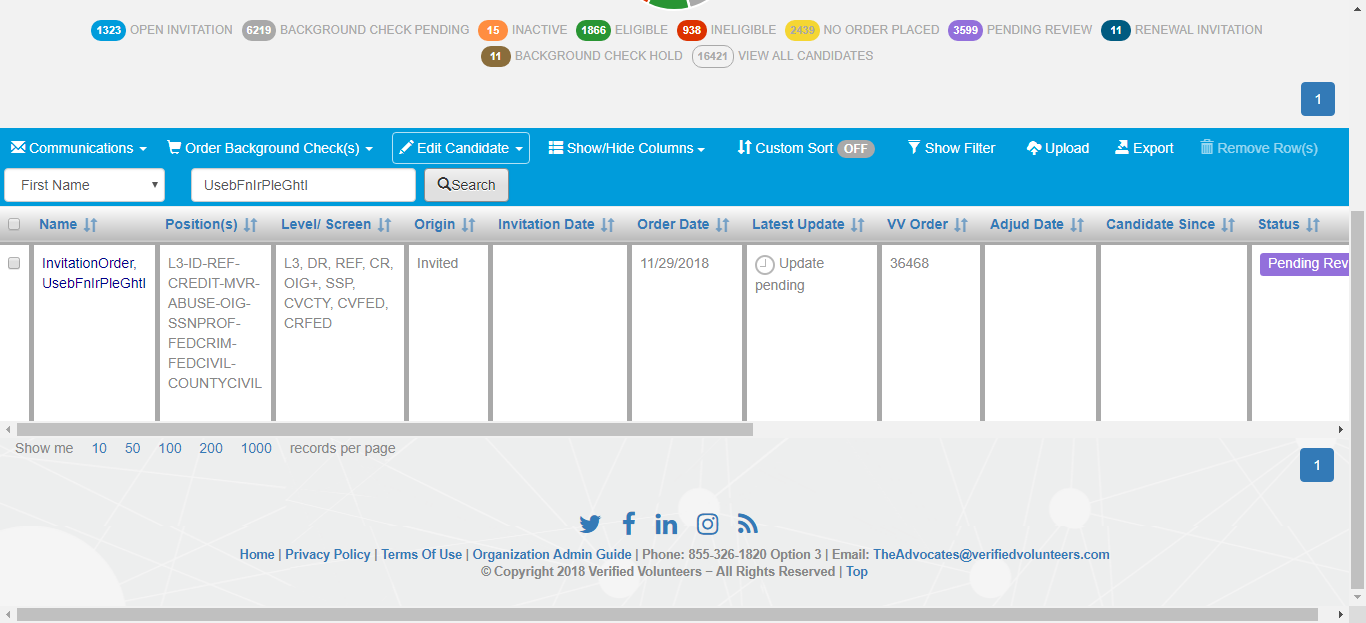 1323 OPEN INVITATION 6219 BACKGROUND CHECK PENDING 15 INACTIVE 1866 ELIGIBLE 938 INELIGIBLE 2439 NO ORDER PLACED 3599 PENDING REVIEW 11 RENEWAL INVITATION
11 BACKGROUND CHECK HOLD 16421 VIEW ALL CANDIDATES
1
Communications Order Background Check(s) Edit Candidate Show/Hide Columns Custom Sort OFF Show Filter Upload Export Remove Row(s)
First Name UsebFnIrPleGhtI Search
Name Position(s) Level/ Screen Origin Invitation Date Order Date Latest Update VV Order Adjud Date Candidate Since Status
InvitationOrder,
UsebFnIrPleGhtI
L3-ID-REF-
CREDIT-MVR-
ABUSE-OIG-
SSNPROF-
FEDCRIM-
FEDCIVIL-
COUNTYCIVIL
L3, DR, REF, CR,
OIG+, SSP,
CVCTY, CVFED,
CRFED
Invited
11/29/2018
Update
pending
36468
Pending Rev
Show me 10 50 100 200 1000 records per page
1
Home | Privacy Policy | Terms Of Use | Organization Admin Guide | Phone: 855-326-1820 Option 3 | Email: TheAdvocates@verifiedvolunteers.com
© Copyright 2018 Verified Volunteers – All Rights Reserved | Top